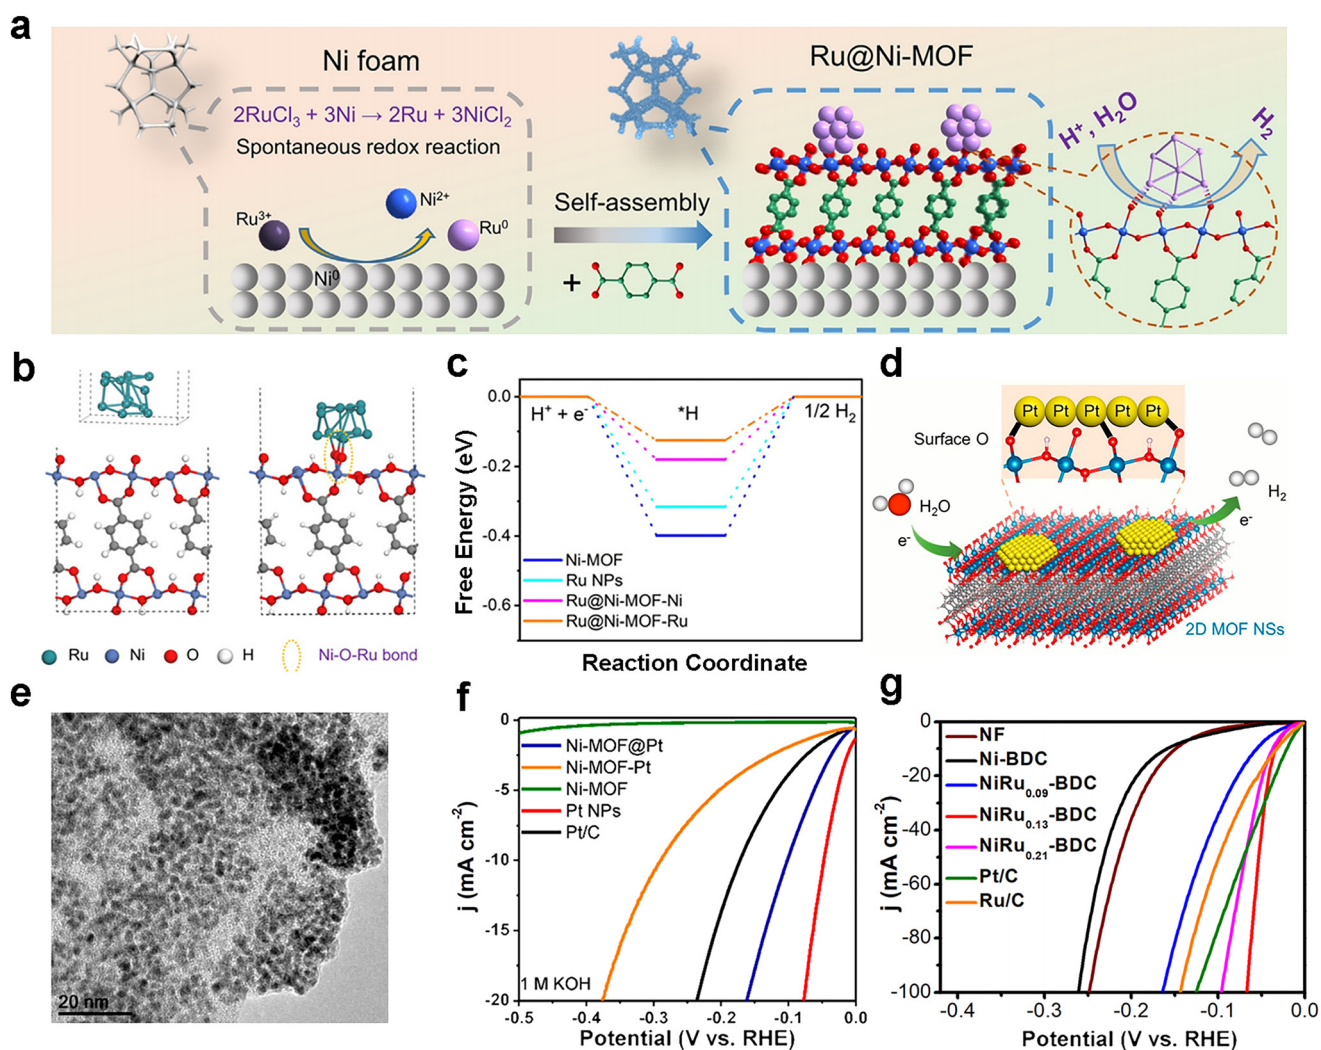 a
Ni foam
2RuCl3 + 3Ni → 2Ru + 3NiCl2
Spontaneous redox reaction
Ru3+
Ni2+
Ru0
Ni0
Self-assembly
+
Ru@Ni-MOF
H+, H2O
H2
b
Ru
Ni
O
H
Ni-O-Ru bond
c
Free Energy (eV)
0.0
-0.2
-0.4
-0.6
H+ + e-
*H
1/2 H2
Ni-MOF
Ru NPs
Ru@Ni-MOF-Ni
Ru@Ni-MOF-Ru
Reaction Coordinate
d
Pt Pt Pt Pt Pt
Surface O
H2O
e-
H2
e-
2D MOF NSs
e
20 nm
f
j (mA cm-2)
0
-5
-10
-15
-20
Ni-MOF@Pt
Ni-MOF-Pt
Ni-MOF
Pt NPs
Pt/C
1 M KOH
-0.5 -0.4 -0.3 -0.2 -0.1 0.0
Potential (V vs. RHE)
g
j (mA cm-2)
0
-20
-40
-60
-80
-100
NF
Ni-BDC
NiRu0.09-BDC
NiRu0.13-BDC
NiRu0.21-BDC
Pt/C
Ru/C
-0.4 -0.3 -0.2 -0.1 0.0
Potential (V vs. RHE)